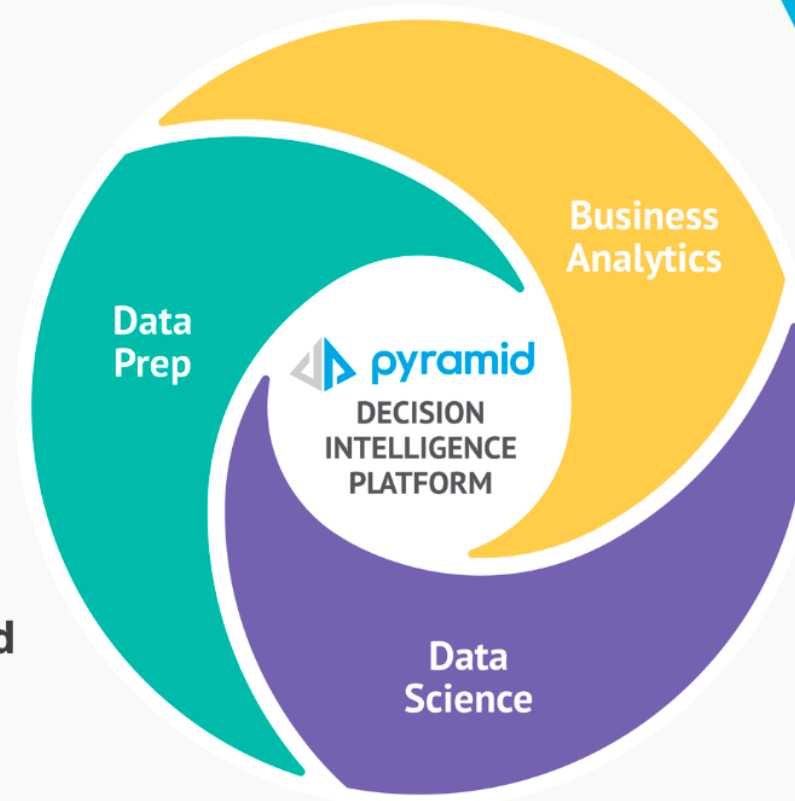 Business
Analytics
Data
Prep
pyramid
DECISION
INTELLIGENCE
PLATFORM
d
Data
Science